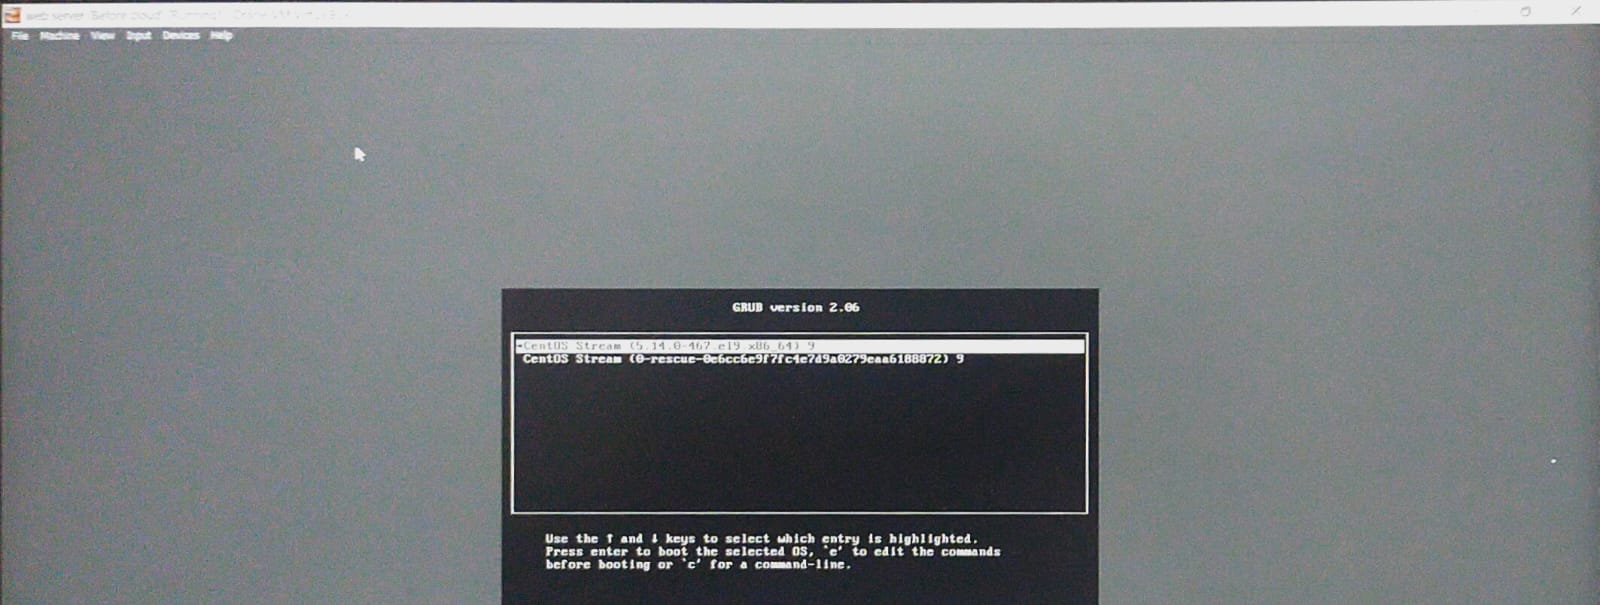 web server (Before cloud) [Running] - Oracle VM
File Machine View Input Devices Help
GRUB version 2.06
*CentOS Stream (5.14.0-467.el9.x86_64) 9
CentOS Stream (0-rescue-0e6cc6e9f7fc4e7d9a0279eaa6188872) 9
Use the ↑ and ↓ keys to select which entry is highlighted.
Press enter to boot the selected OS, `e' to edit the commands
before booting or `c' for a command-line.